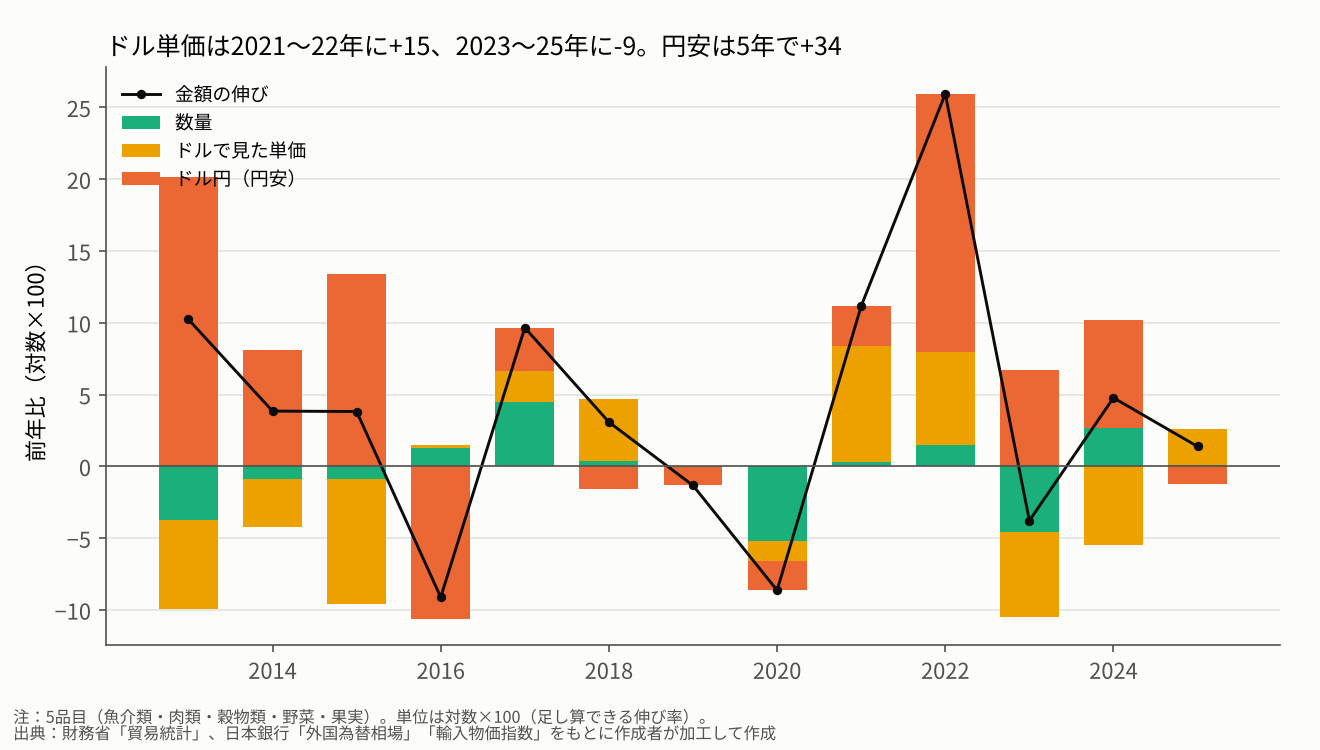 ドル単価は2021〜22年に+15、2023〜25年に-9。円安は5年で+34
金額の伸び
数量
ドルで見た単価
ドル円（円安）
前年比（対数×100）
25
20
15
10
5
0
−5
−10
2014
2016
2018
2020
2022
2024
注：5品目（魚介類・肉類・穀物類・野菜・果実）。単位は対数×100（足し算できる伸び率）。
出典：財務省「貿易統計」、日本銀行「外国為替相場」「輸入物価指数」をもとに作成者が加工して作成